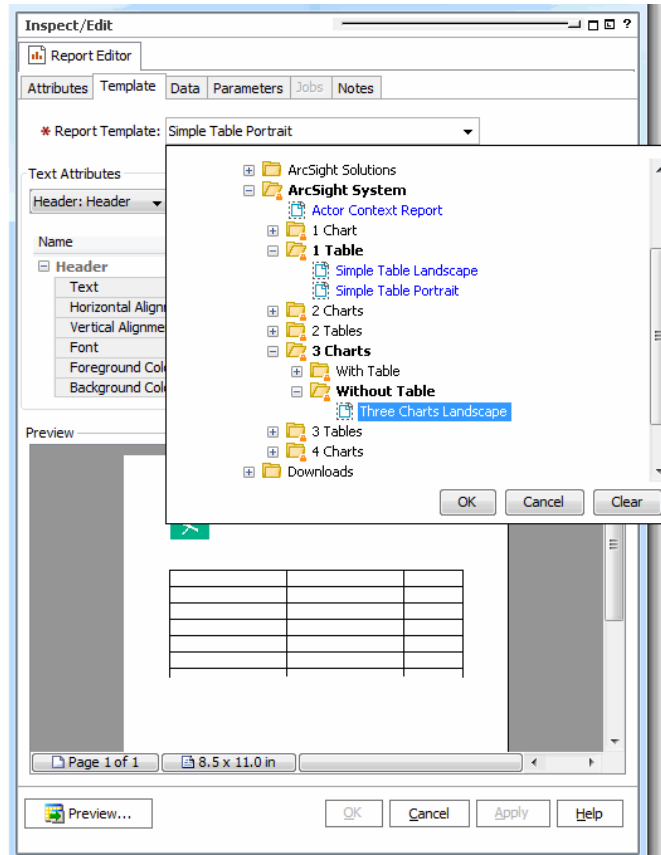 Inspect/Edit
?
Report Editor
Attributes Template Data Parameters Jobs Notes
* Report Template: Simple Table Portrait
Text Attributes
Header: Header
Name
Header
Text
Horizontal Alignm
Vertical Alignme
Font
Foreground Col
Background Col
ArcSight Solutions
ArcSight System
Actor Context Report
1 Chart
1 Table
Simple Table Landscape
Simple Table Portrait
2 Charts
2 Tables
3 Charts
With Table
Without Table
Three Charts Landscape
3 Tables
4 Charts
Downloads
OK Cancel Clear
Preview
Page 1 of 1 8.5 x 11.0 in
Preview... OK Cancel Apply Help